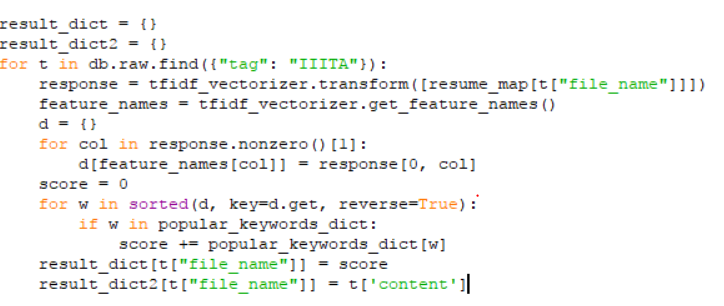 result_dict = {}
result_dict2 = {}
for t in db.raw.find({"tag": "IIITA"}):
    response = tfidf_vectorizer.transform([resume_map[t["file_name"]]])
    feature_names = tfidf_vectorizer.get_feature_names()
    d = {}
    for col in response.nonzero()[1]:
        d[feature_names[col]] = response[0, col]
    score = 0
    for w in sorted(d, key=d.get, reverse=True):
        if w in popular_keywords_dict:
            score += popular_keywords_dict[w]
    result_dict[t["file_name"]] = score
    result_dict2[t["file_name"]] = t['content']